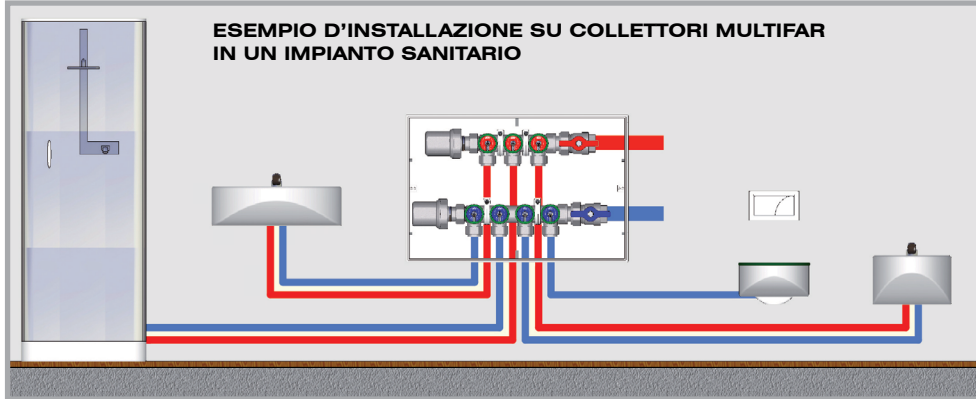 ESEMPIO D’INSTALLAZIONE SU COLLETTORI MULTIFAR
IN UN IMPIANTO SANITARIO